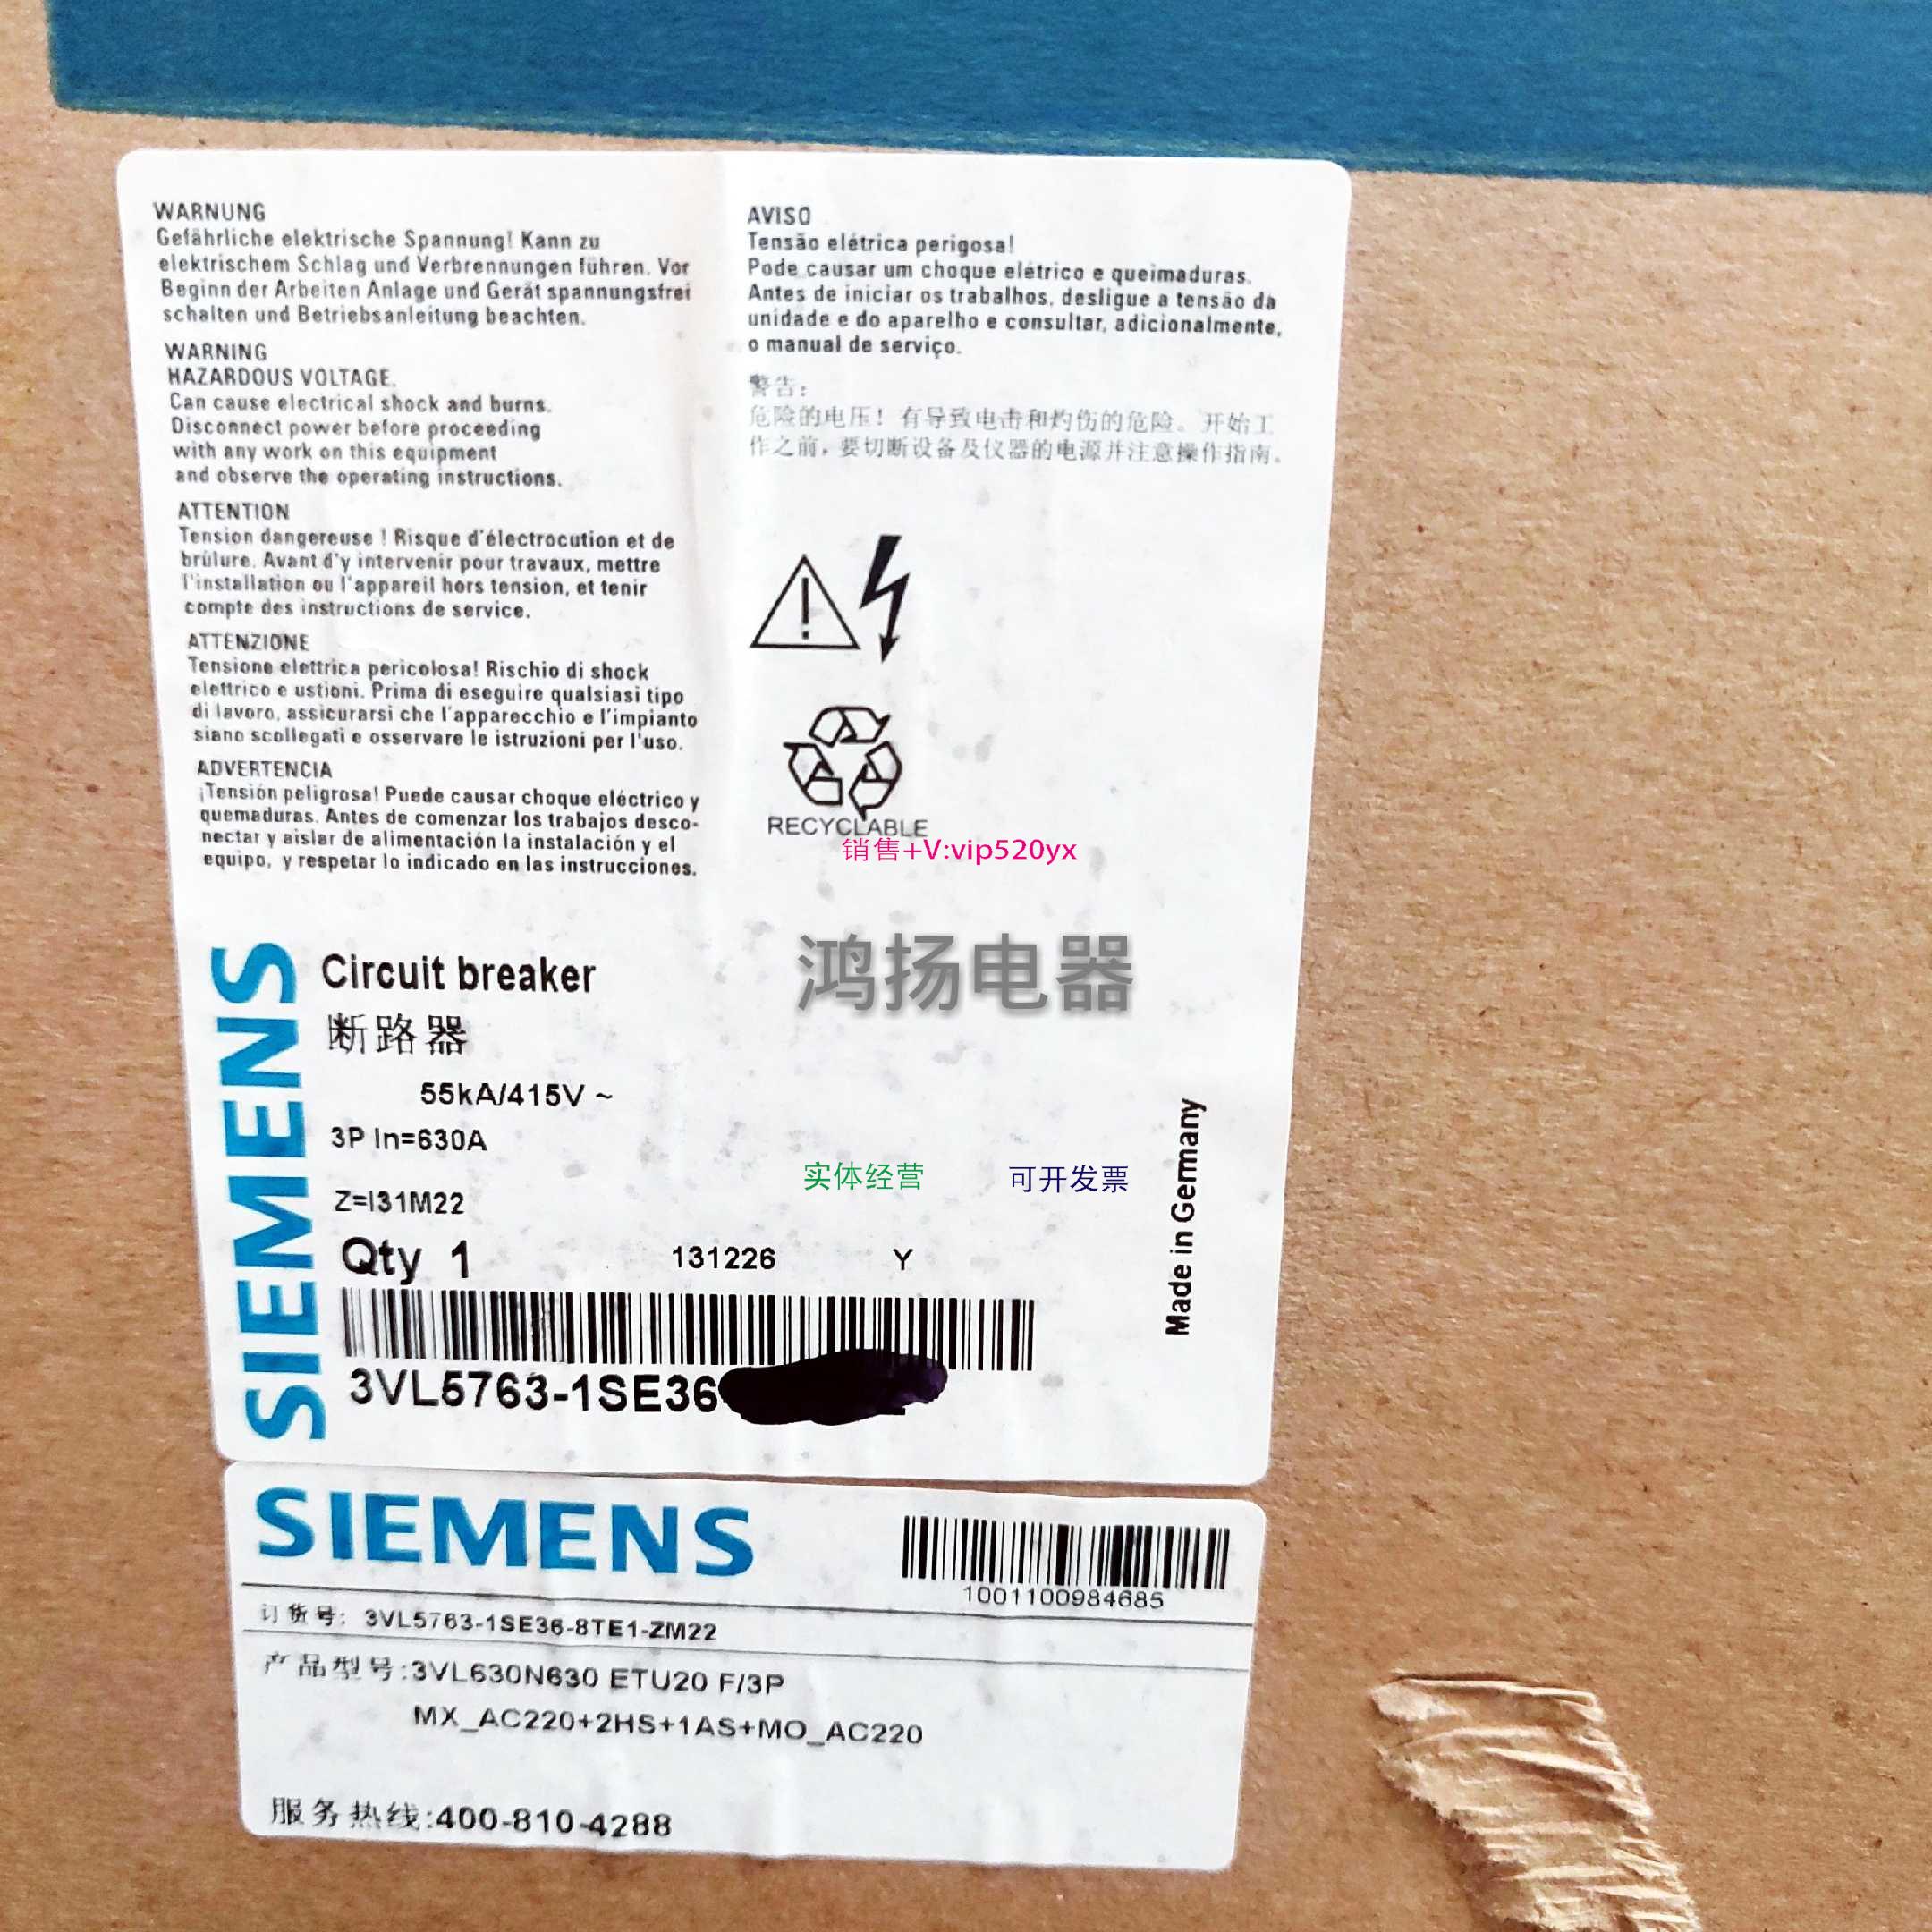 WARNUNG
Gefährliche elektrische Spannung! Kann zu
elektrischem Schlag und Verbrennungen führen. Vor
Beginn der Arbeiten Anlage und Gerät spannungsfrei
schalten und Betriebsanleitung beachten.
WARNING
HAZARDOUS VOLTAGE.
Can cause electrical shock and burns.
Disconnect power before proceeding
with any work on this equipment
and observe the operating instructions.
ATTENTION
Tension dangereuse ! Risque d'électrocution et de
brûlure. Avant d'y intervenir pour travaux, mettre
l'installation ou l'appareil hors tension, et tenir
compte des instructions de service.
ATTENZIONE
Tensione elettrica pericolosa! Rischio di shock
elettrico e ustioni. Prima di eseguire qualsiasi tipo
di lavoro, assicurarsi che l'apparecchio e l'impianto
siano scollegati e osservare le istruzioni per l'uso.
ADVERTENCIA
¡Tensión peligrosa! Puede causar choque eléctrico y
quemaduras. Antes de comenzar los trabajos desco-
nectar y aislar de alimentación la instalación y el
equipo, y respetar lo indicado en las instrucciones.
AVISO
Tensão elétrica perigosa!
Pode causar um choque elétrico e queimaduras.
Antes de iniciar os trabalhos, desligue a tensão da
unidade e do aparelho e consultar, adicionalmente,
o manual de serviço.
警告:
危险的电压! 有导致电击和灼伤的危险。开始工
作之前,要切断设备及仪器的电源并注意操作指南。
RECYCLABLE
销售+V:vip520yx
鸿扬电器
SIEMENS
Circuit breaker
断路器
55kA/415V ~
3P In=630A
实体经营 可开发票
Z=I31M22
Qty 1 131226 Y
3VL5763-1SE36
Made in Germany
SIEMENS
1001100984685
订货号: 3VL5763-1SE36-8TE1-ZM22
产品型号:3VL630N630 ETU20 F/3P
MX_AC220+2HS+1AS+MO_AC220
服务热线:400-810-4288